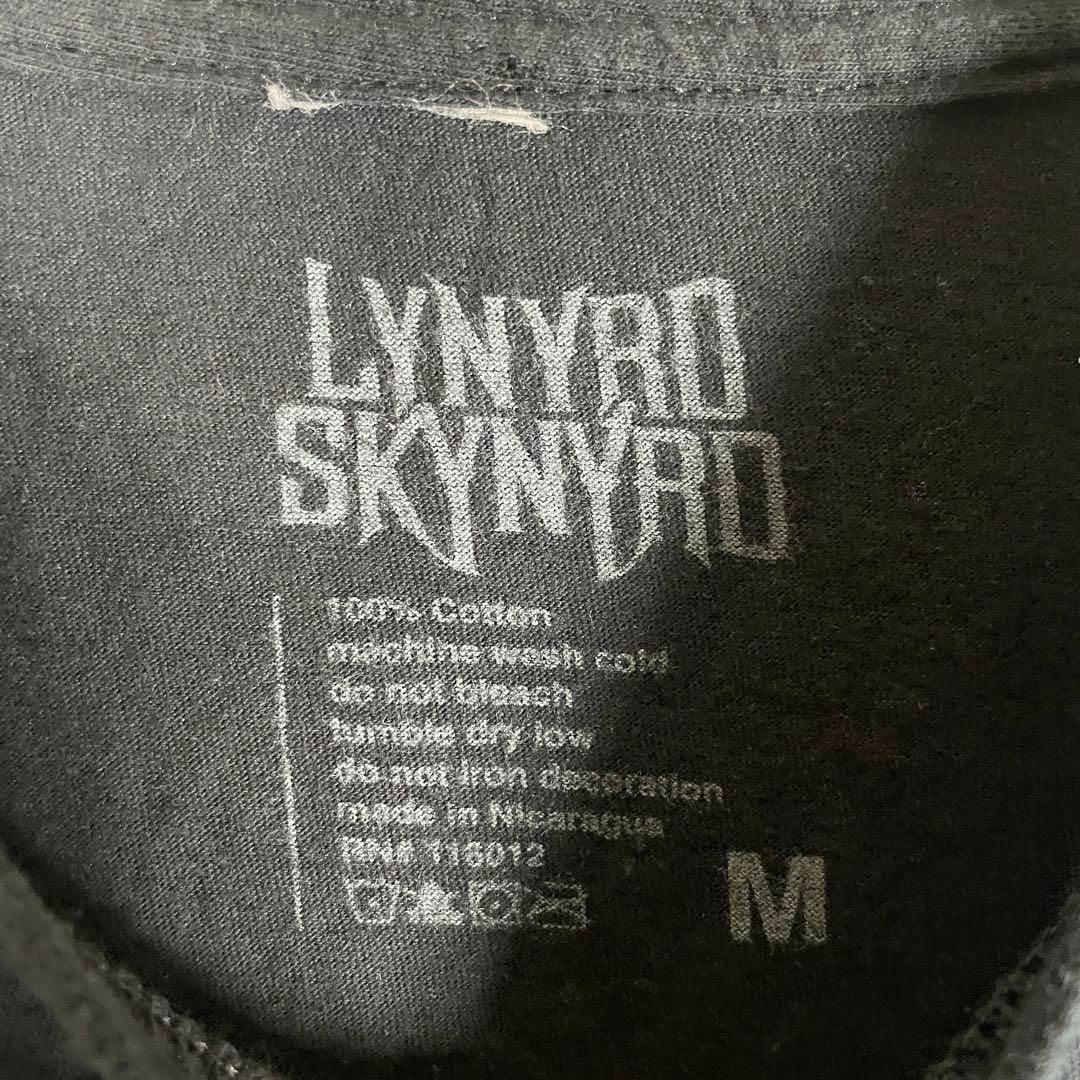 LYNYRD
SKYNYRD
100% Cotton
machine wash cold
do not bleach
tumble dry low
do not iron decoration
made in Nicaragua
RN# 116012
M